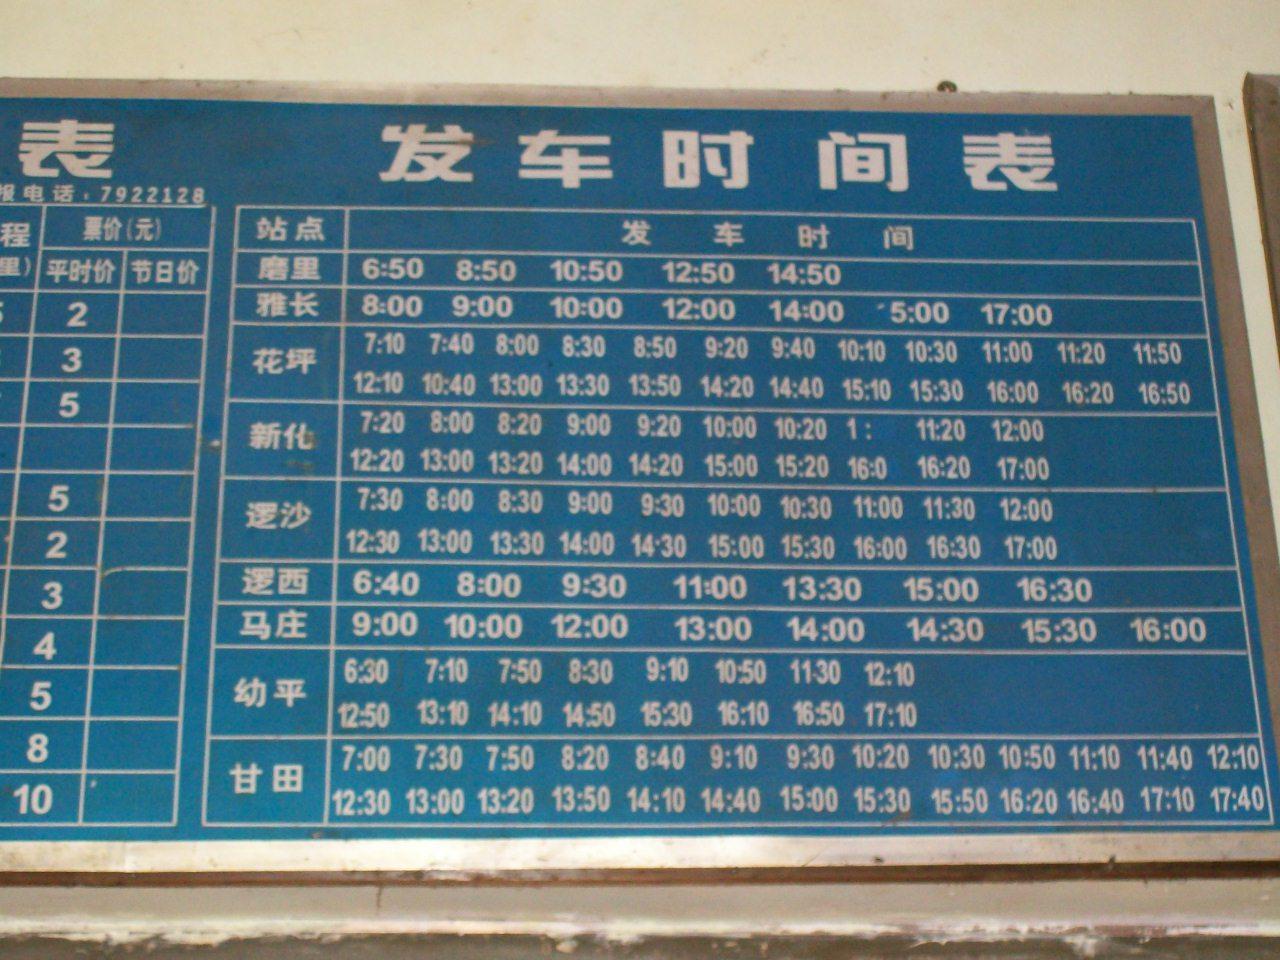 表
报电话：7922128
程 票价(元)
里) 平时价 节日价
2
3
5
5
2
3
4
5
8
10
发车时间表
站点 发车时间
磨里 6:50 8:50 10:50 12:50 14:50
雅长 8:00 9:00 10:00 12:00 14:00 5:00 17:00
花坪 7:10 7:40 8:00 8:30 8:50 9:20 9:40 10:10 10:30 11:00 11:20 11:50
12:10 10:40 13:00 13:30 13:50 14:20 14:40 15:10 15:30 16:00 16:20 16:50
新化 7:20 8:00 8:20 9:00 9:20 10:00 10:20 1: 11:20 12:00
12:20 13:00 13:20 14:00 14:20 15:00 15:20 16:0 16:20 17:00
逻沙 7:30 8:00 8:30 9:00 9:30 10:00 10:30 11:00 11:30 12:00
12:30 13:00 13:30 14:00 14:30 15:00 15:30 16:00 16:30 17:00
逻西 6:40 8:00 9:30 11:00 13:30 15:00 16:30
马庄 9:00 10:00 12:00 13:00 14:00 14:30 15:30 16:00
幼平 6:30 7:10 7:50 8:30 9:10 10:50 11:30 12:10
12:50 13:10 14:10 14:50 15:30 16:10 16:50 17:10
甘田 7:00 7:30 7:50 8:20 8:40 9:10 9:30 10:20 10:30 10:50 11:10 11:40 12:10
12:30 13:00 13:20 13:50 14:10 14:40 15:00 15:30 15:50 16:20 16:40 17:10 17:40